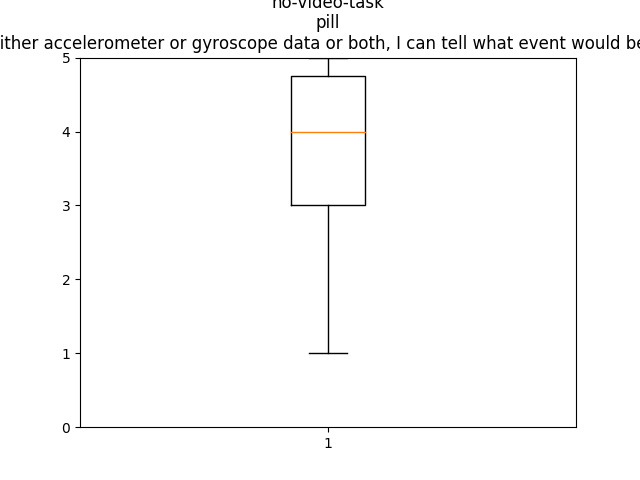 no-video-task
pill
ither accelerometer or gyroscope data or both, I can tell what event would be
5
4
3
2
1
0
1